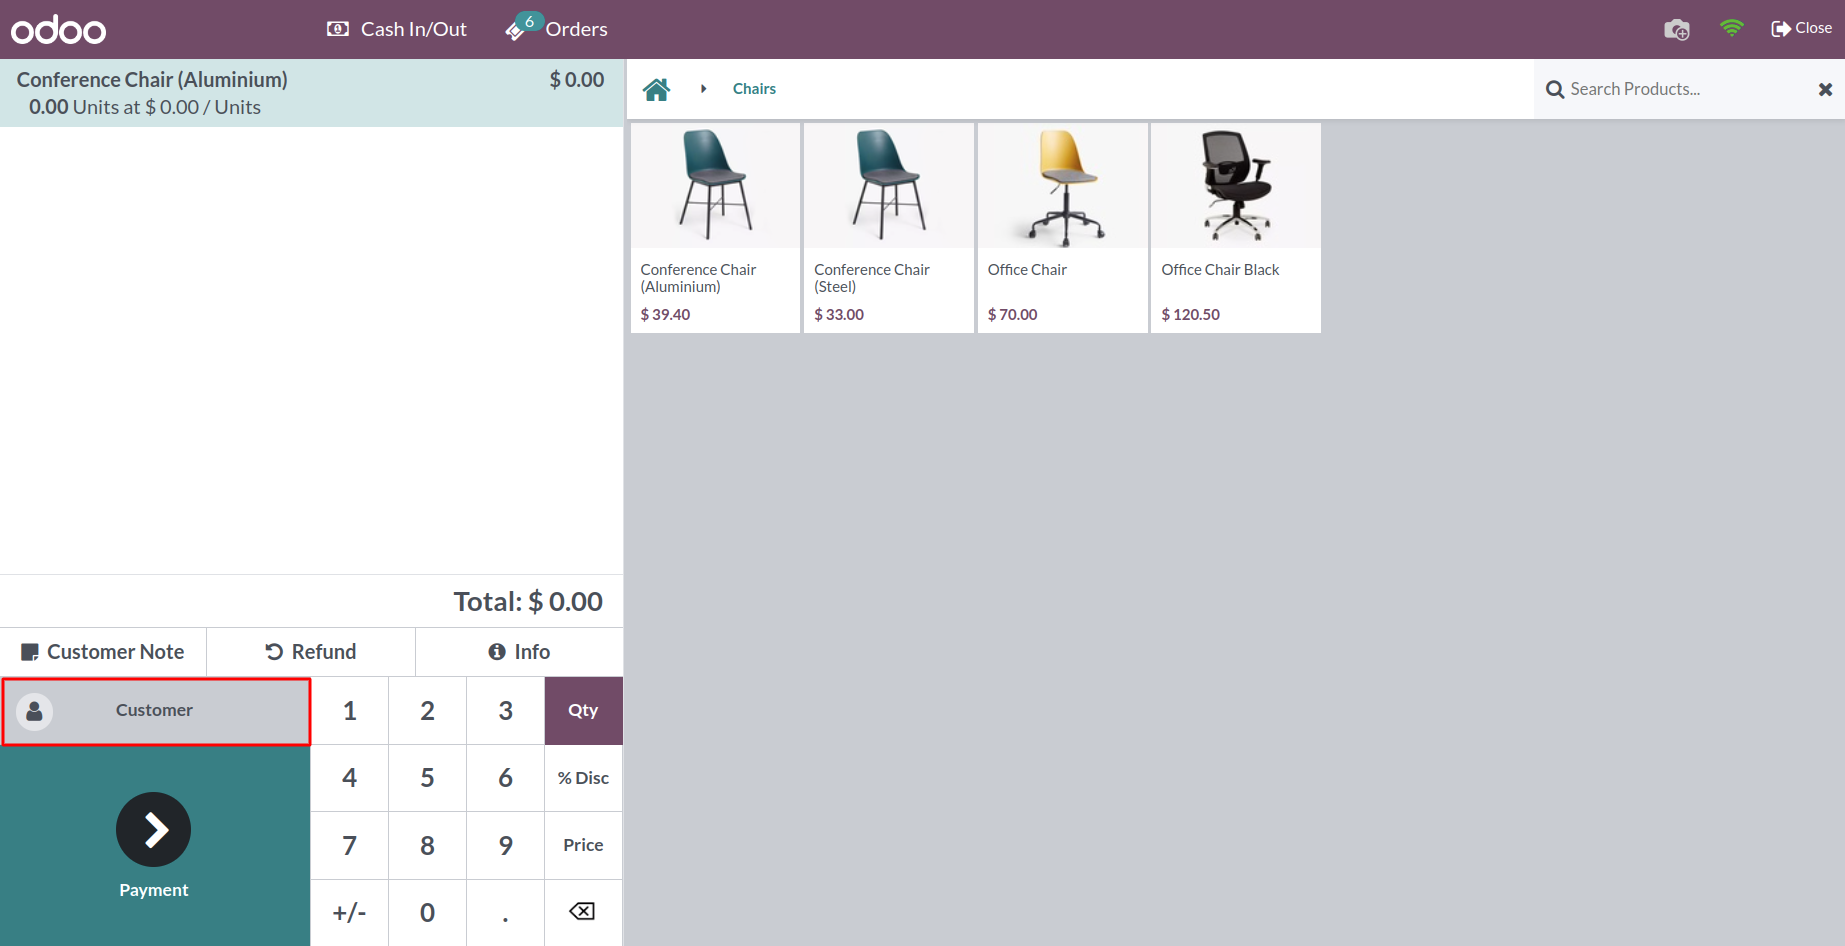 odoo
Cash In/Out
6
Orders
Close
Conference Chair (Aluminium)
$ 0.00
0.00 Units at $ 0.00 / Units
Chairs
Search Products...
Conference Chair
(Aluminium)
$ 39.40
Conference Chair
(Steel)
$ 33.00
Office Chair
$ 70.00
Office Chair Black
$ 120.50
Total: $ 0.00
Customer Note
Refund
Info
Customer
1
2
3
Qty
4
5
6
% Disc
Payment
7
8
9
Price
+/-
0
.